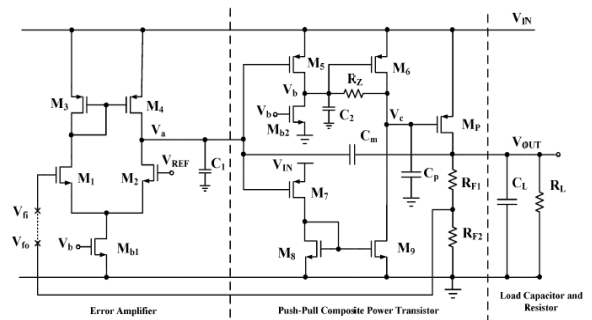 V_IN
M_5
M_6
M_3
M_4
R_Z
V_b
V_c
M_P
V_b
M_b2
C_2
V_a
C_m
V_OUT
V_REF
C_1
V_IN
M_1
M_2
M_7
C_p
R_F1
C_L
R_L
V_fi
V_fo
V_b
M_b1
M_8
M_9
R_F2
Error Amplifier
Push-Pull Composite Power Transistor
Load Capacitor and
Resistor